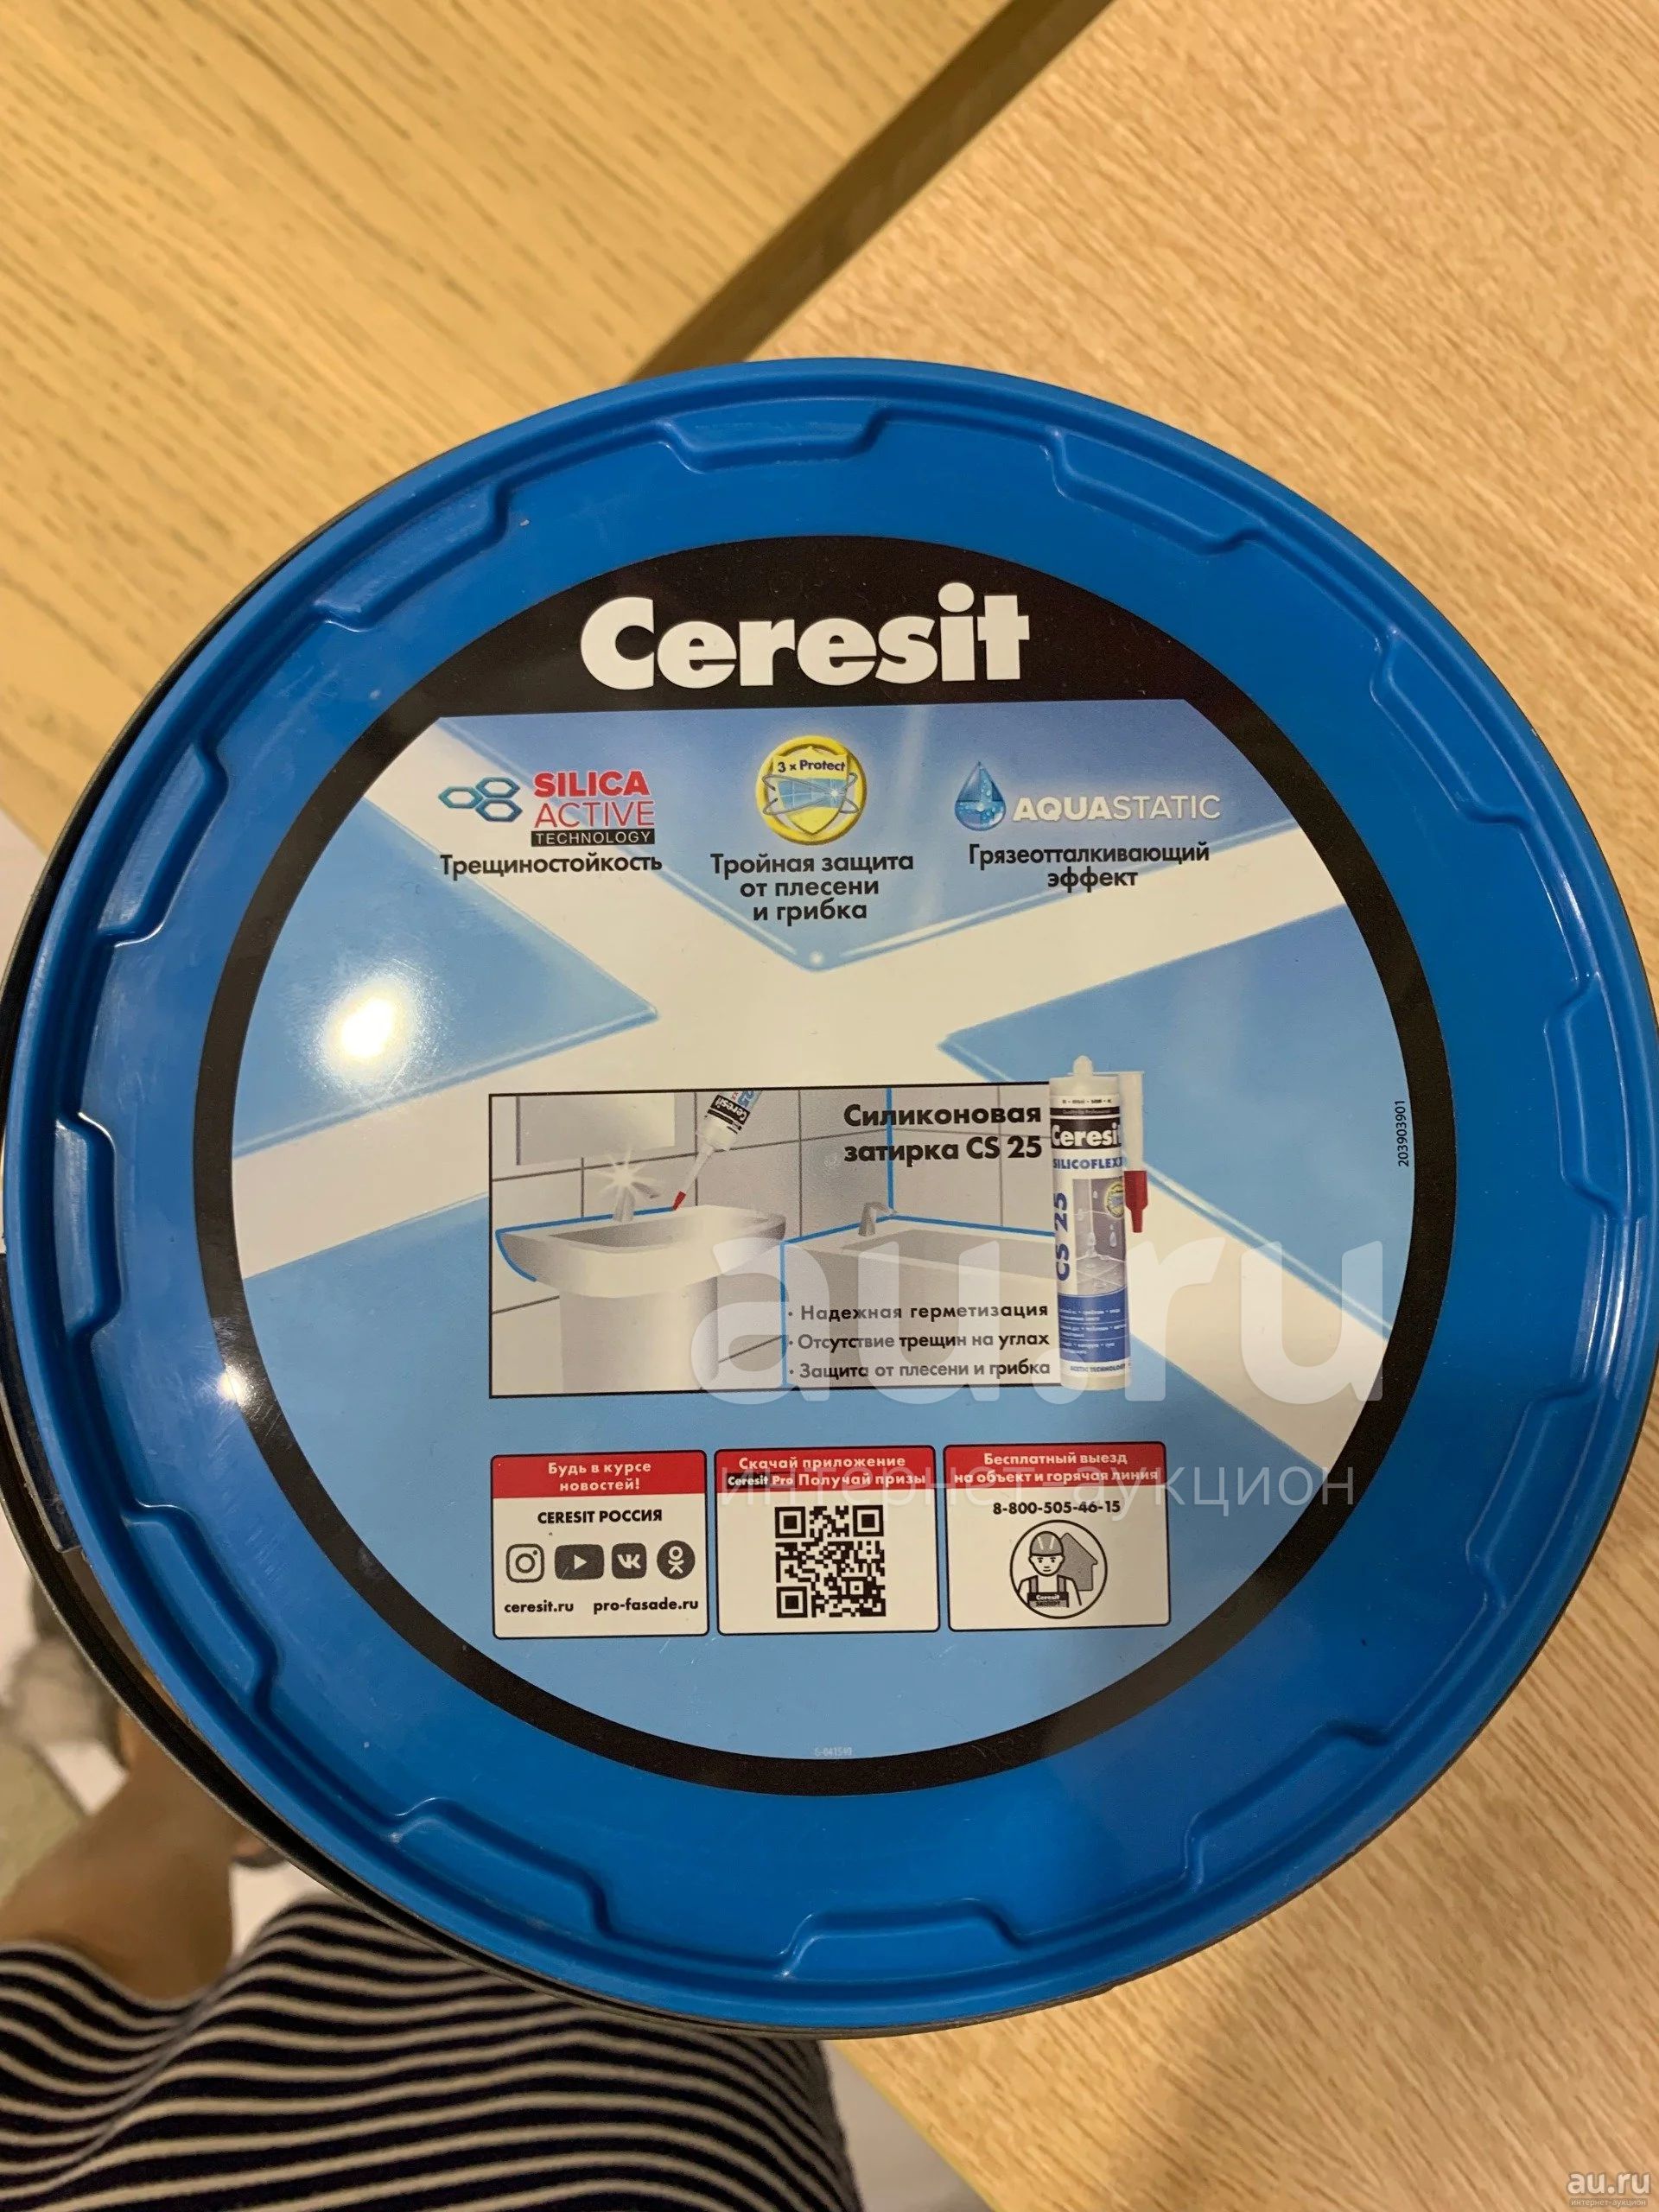 Ceresit
SILICA
ACTIVE
TECHNOLOGY
Трещиностойкость
3 x Protect
Тройная защита
от плесени
и грибка
AQUASTATIC
Грязеотталкивающий
эффект
Ceresit
Силиконовая
затирка CS 25
Ceresit
SILICOFLEX
CS 25
203903901
· Надежная герметизация
· Отсутствие трещин на углах
· Защита от плесени и грибка
au.ru
интернет-аукцион
Будь в курсе
новостей!
CERESIT РОССИЯ
ceresit.ru pro-fasade.ru
Скачай приложение
Ceresit Pro Получай призы
Бесплатный выезд
на объект и горячая линия
8-800-505-46-15
Ceresit
au.ru
интернет-аукцион